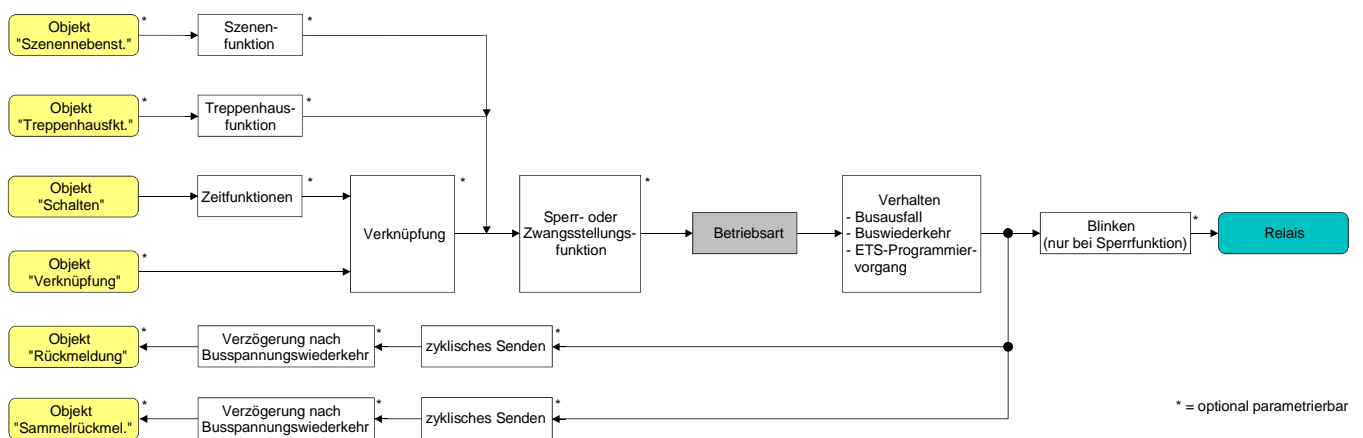 Objekt
"Szenennebenst."
*
Szenen-
funktion
*
Objekt
"Treppenhausfkt."
*
Treppenhaus-
funktion
*
Objekt
"Schalten"
Zeitfunktionen
*
Verknüpfung
*
Sperr- oder
Zwangsstellungs-
funktion
*
Betriebsart
Verhalten
- Busausfall
- Buswiederkehr
- ETS-Programmier-
vorgang
Blinken
(nur bei Sperrfunktion)
*
Relais
Objekt
"Verknüpfung"
*
Objekt
"Rückmeldung"
*
Verzögerung nach
Busspannungswiederkehr
*
zyklisches Senden
*
Objekt
"Sammelrückmel."
*
Verzögerung nach
Busspannungswiederkehr
*
zyklisches Senden
*
* = optional parametrierbar